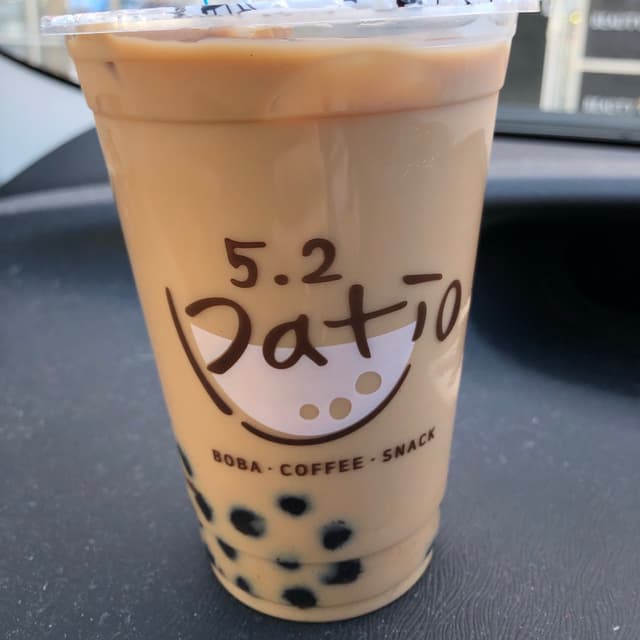 5.2
Patio
BOBA · COFFEE · SNACK